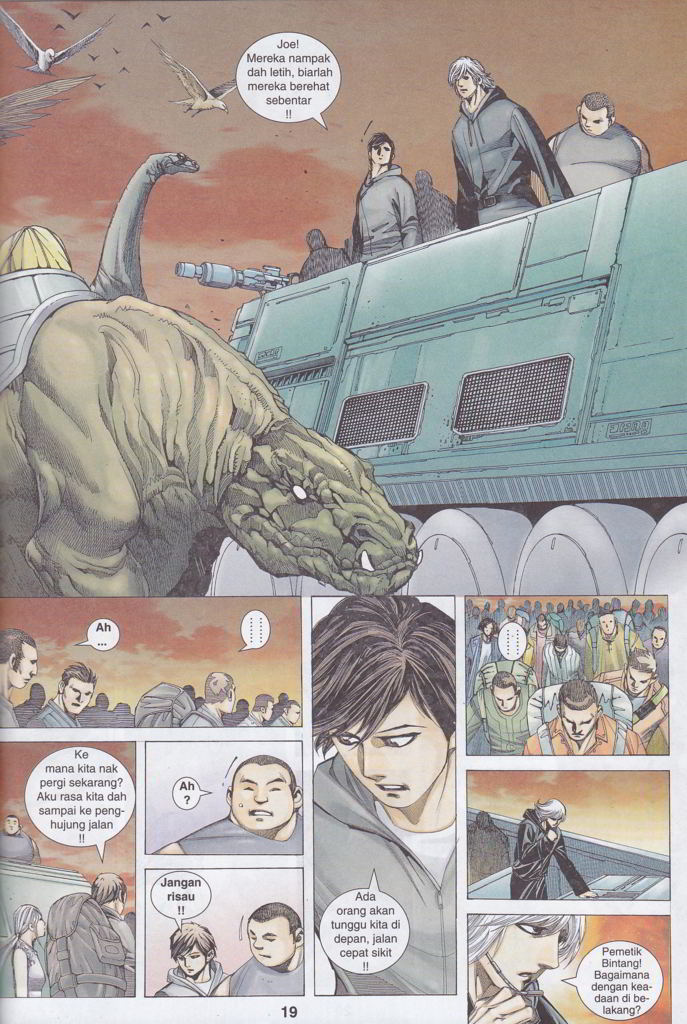 Joe!
Mereka nampak
dah letih, biarlah
mereka berehat
sebentar
!!
Ah
...
Ke
mana kita nak
pergi sekarang?
Aku rasa kita dah
sampai ke peng-
hujung jalan
!!
Ah
?
Jangan
risau
!!
Ada
orang akan
tunggu kita di
depan, jalan
cepat sikit
!!
Pemetik
Bintang!
Bagaimana
dengan kea-
daan di be-
lakang?
19